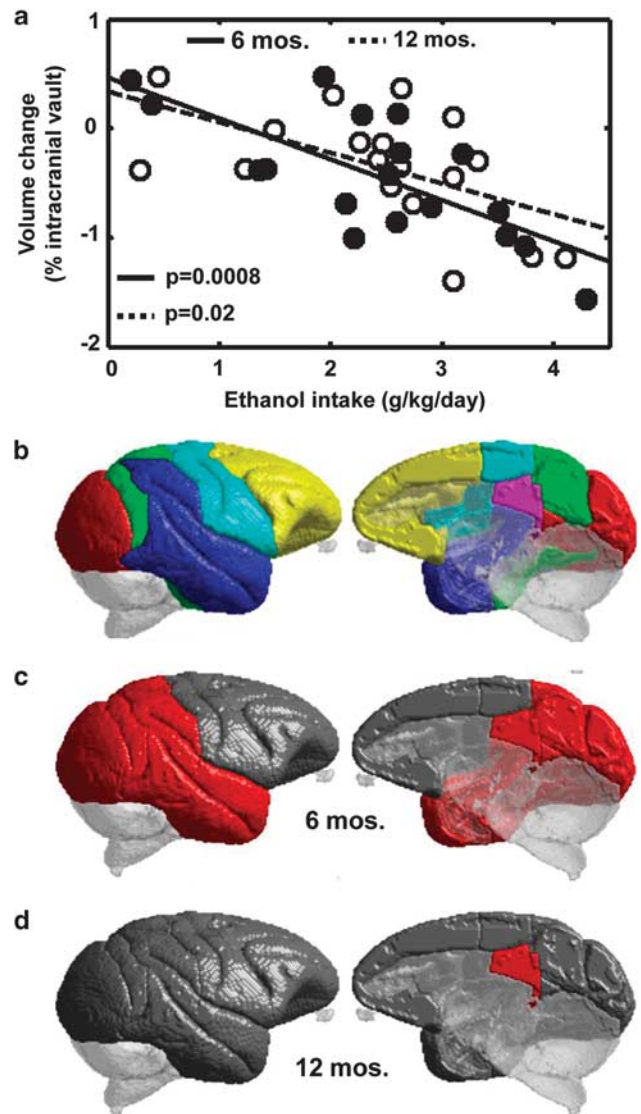 a
1
6 mos. 12 mos.
0
Volume change
(% intracranial vault)
-1
p=0.0008
p=0.02
-2
0 1 2 3 4
Ethanol intake (g/kg/day)
b
c
6 mos.
d
12 mos.